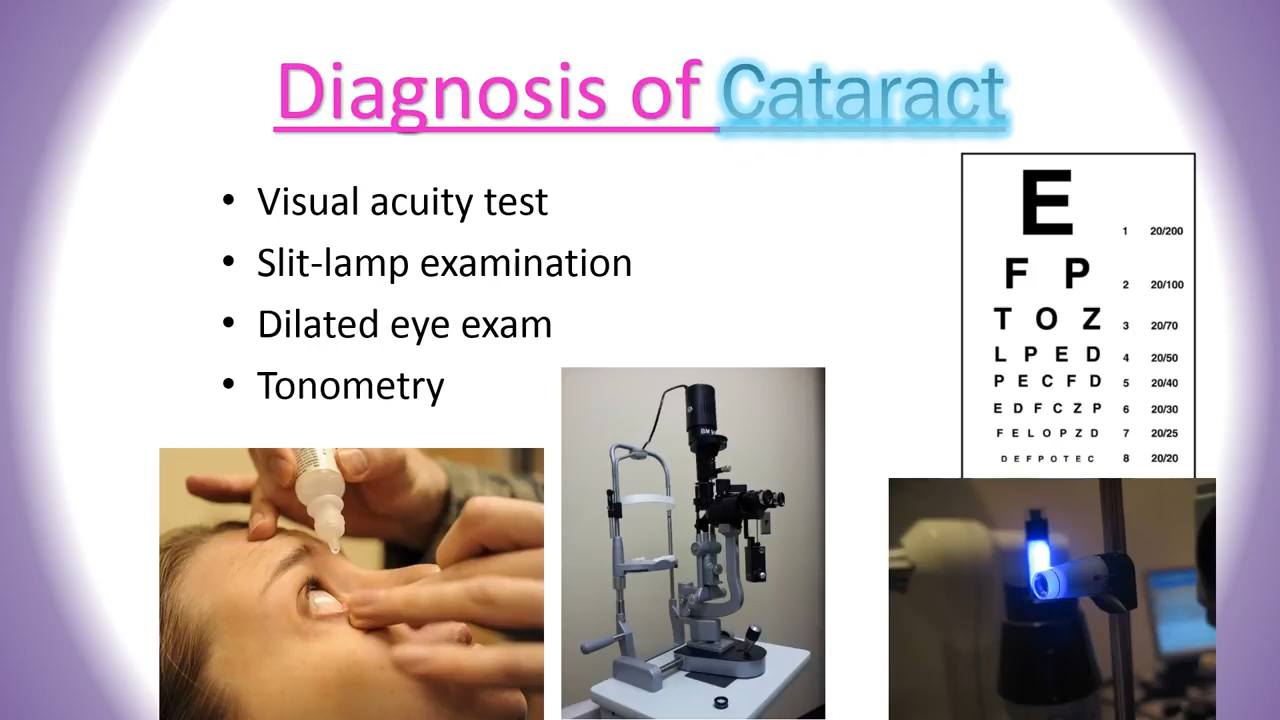 Diagnosis of Cataract
• Visual acuity test
• Slit-lamp examination
• Dilated eye exam
• Tonometry
E 1 20/200
F P 2 20/100
T O Z 3 20/70
L P E D 4 20/50
P E C F D 5 20/40
E D F C Z P 6 20/30
F E L O P Z D 7 20/25
D E F P O T E C 8 20/20